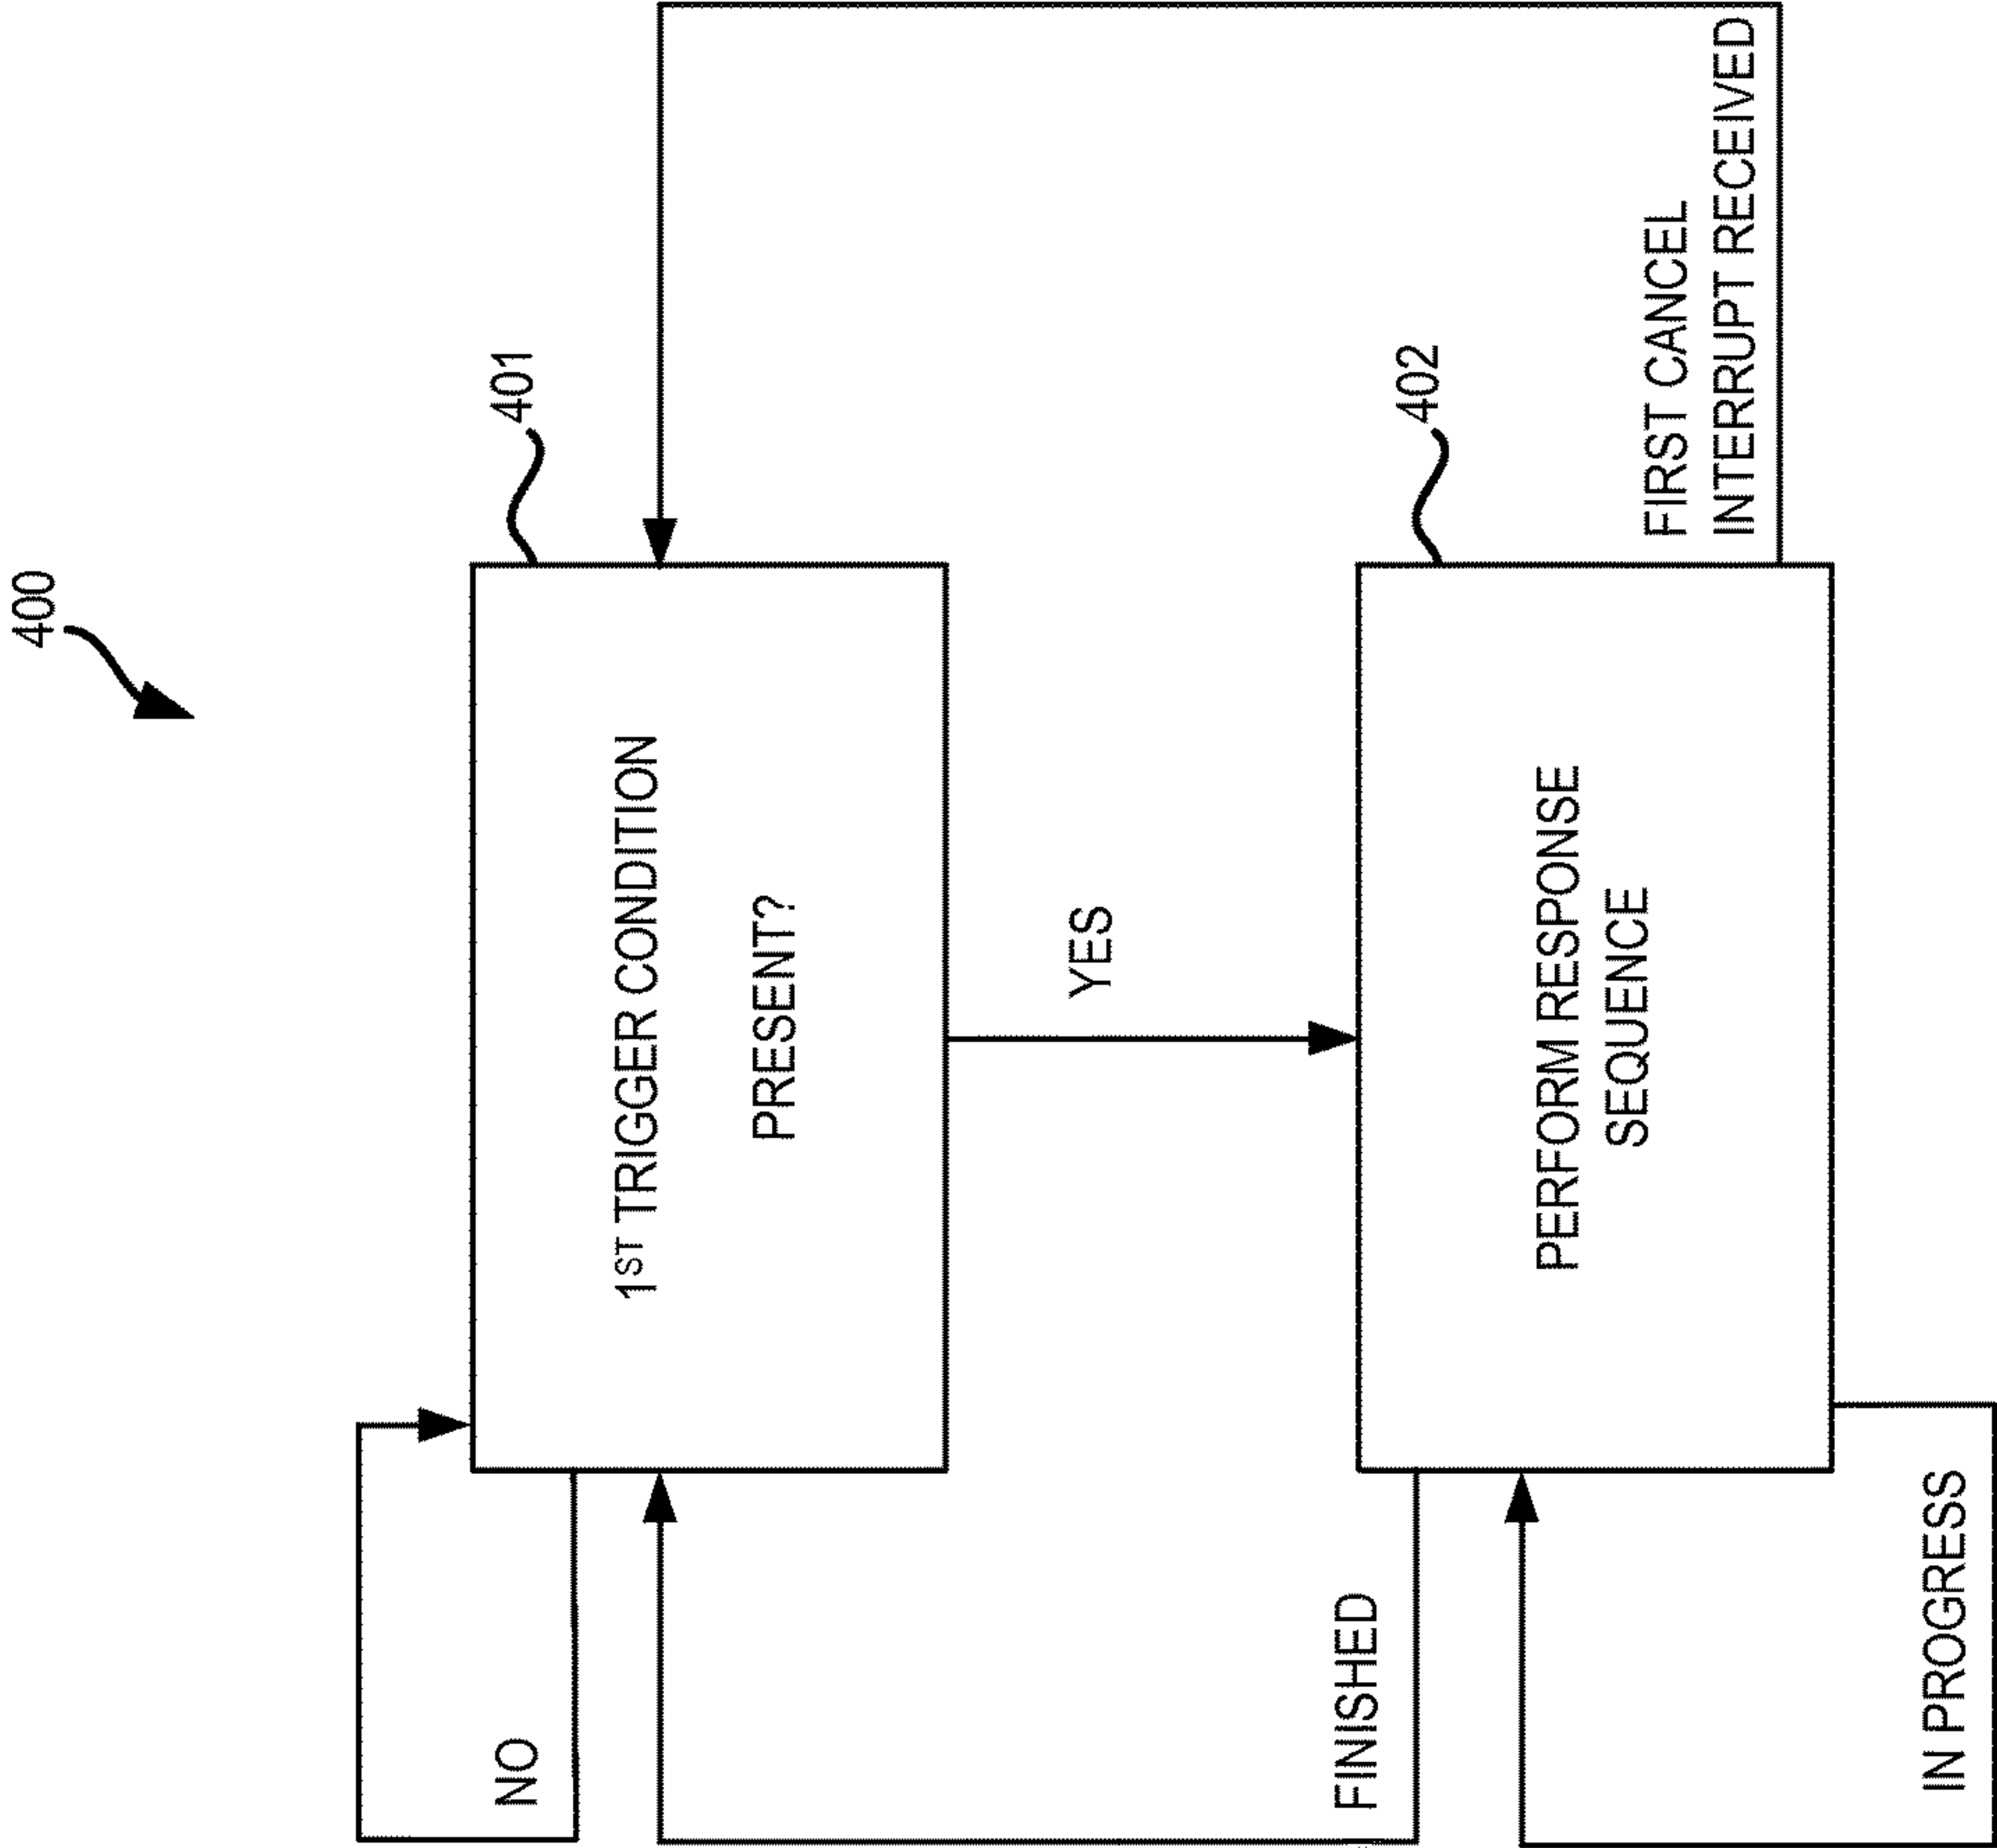 400
401
1ST TRIGGER CONDITION
PRESENT?
NO
YES
402
PERFORM RESPONSE
SEQUENCE
FINISHED
IN PROGRESS
FIRST CANCEL
INTERRUPT RECEIVED